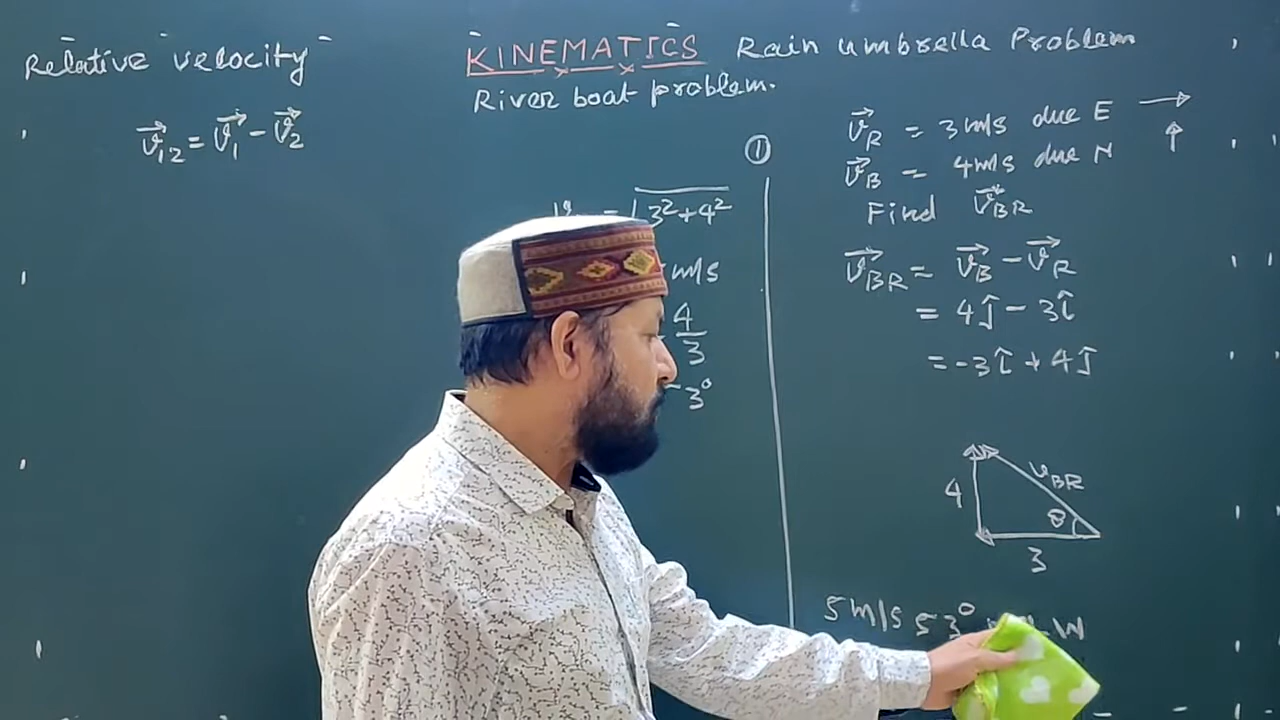 Relative velocity
v⃗₁₂ = v⃗₁ - v⃗₂
KINEMATICS Rain umbrella Problem
River boat problem.
①
√3²+4²
m/s
4/3
3°
v⃗R = 3 m/s due E →
v⃗B = 4 m/s due N ↑
Find v⃗BR
v⃗BR = v⃗B - v⃗R
= 4ĵ - 3î
= -3î + 4ĵ
4
vBR
θ
3
5 m/s 53° W